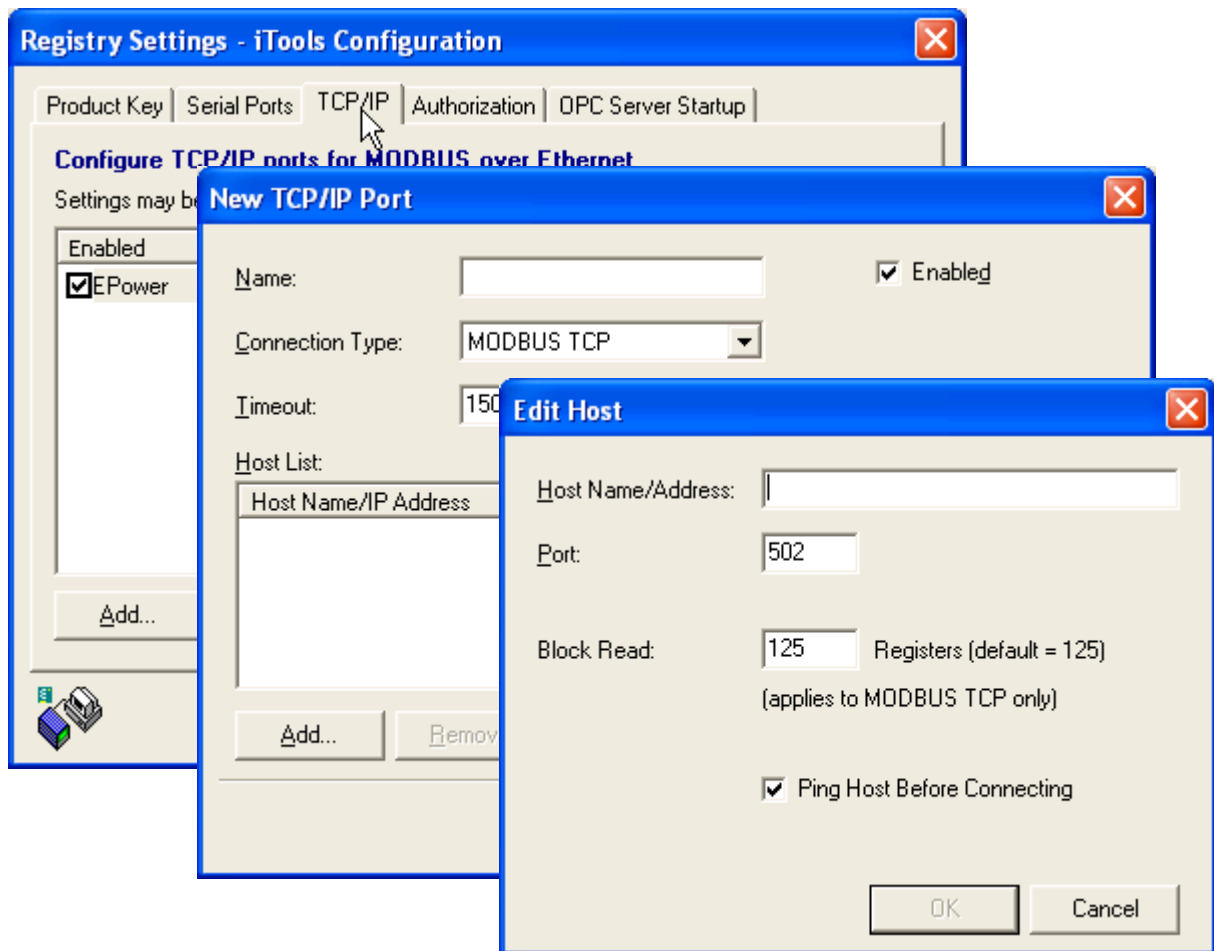 Registry Settings - iTools Configuration
Product Key Serial Ports TCP/IP Authorization OPC Server Startup
Configure TCP/IP ports for MODBUS over Ethernet
Settings may be
Enabled
EPower
Add...
New TCP/IP Port
Name:
Enabled
Connection Type: MODBUS TCP
Timeout: 150
Host List:
Host Name/IP Address
Add... Remov
Edit Host
Host Name/Address:
Port: 502
Block Read: 125 Registers (default = 125)
(applies to MODBUS TCP only)
Ping Host Before Connecting
OK Cancel